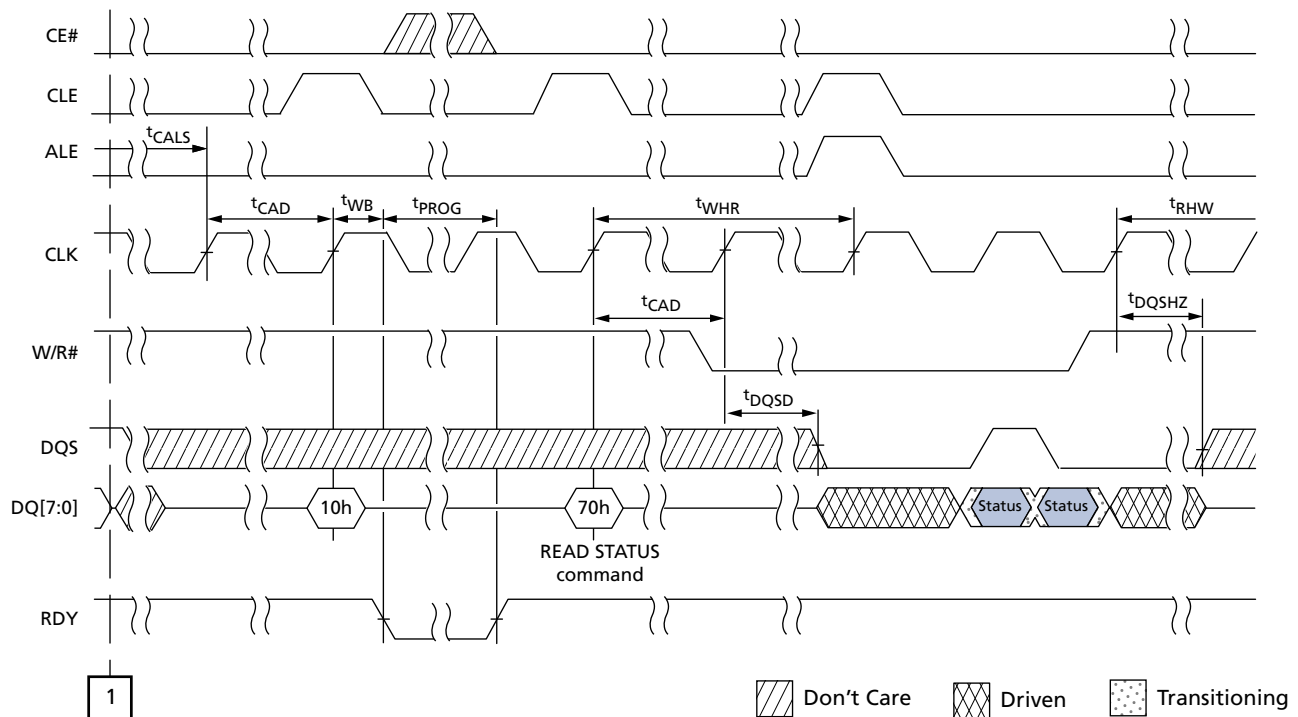 CE#
CLE
tCALS
ALE
tCAD
tWB
tPROG
tWHR
tRHW
CLK
tCAD
tDQSHZ
W/R#
tDQSD
DQS
DQ[7:0]
10h
70h
Status
Status
READ STATUS
command
RDY
1
Don't Care
Driven
Transitioning